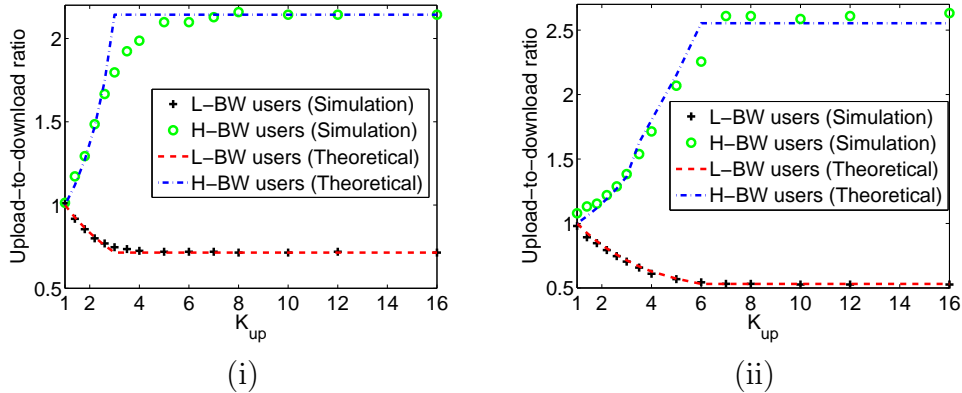 2
1.5
1
0.5
Upload−to−download ratio
L−BW users (Simulation)
H−BW users (Simulation)
L−BW users (Theoretical)
H−BW users (Theoretical)
1 2 4 6 8 10 12 14 16
K_up
(i)
2.5
2
1.5
1
0.5
Upload−to−download ratio
L−BW users (Simulation)
H−BW users (Simulation)
L−BW users (Theoretical)
H−BW users (Theoretical)
1 2 4 6 8 10 12 14 16
K_up
(ii)